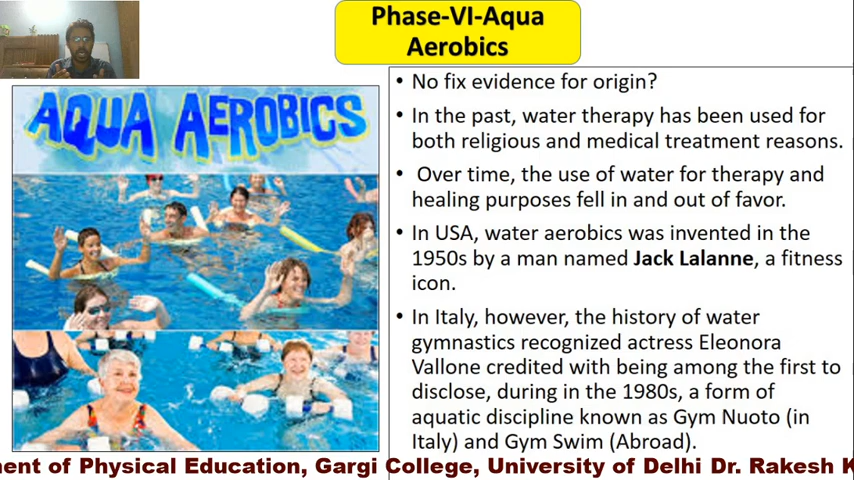 Phase-VI-Aqua
Aerobics
AQUA AEROBICS
• No fix evidence for origin?
• In the past, water therapy has been used for
both religious and medical treatment reasons.
• Over time, the use of water for therapy and
healing purposes fell in and out of favor.
• In USA, water aerobics was invented in the
1950s by a man named Jack Lalanne, a fitness
icon.
• In Italy, however, the history of water
gymnastics recognized actress Eleonora
Vallone credited with being among the first to
disclose, during in the 1980s, a form of
aquatic discipline known as Gym Nuoto (in
Italy) and Gym Swim (Abroad).
ment of Physical Education, Gargi College, University of Delhi Dr. Rakesh K